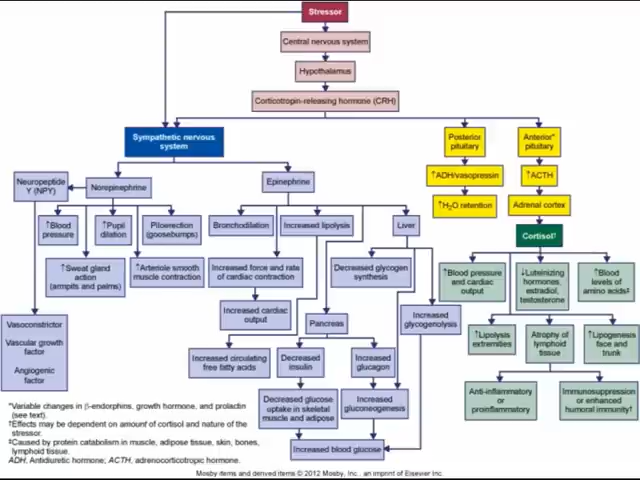 Stressor
Central nervous system
Hypothalamus
Corticotropin-releasing hormone (CRH)
Sympathetic nervous
system
Posterior
pituitary
Anterior*
pituitary
Neuropeptide
Y (NPY)
Norepinephrine
Epinephrine
↑ADH/vasopressin
↑ACTH
↑H₂O retention
Adrenal cortex
↑Blood
pressure
↑Pupil
dilation
Piloerection
(goosebumps)
Bronchodilation
Increased lipolysis
Liver
Cortisol†
↑Sweat gland
action
(armpits and palms)
↑Arteriole smooth
muscle contraction
Increased force and rate
of cardiac contraction
Decreased glycogen
synthesis
↑Blood pressure
and cardiac
output
↓Luteinizing
hormones,
estradiol,
testosterone
↑Blood
levels of
amino acids‡
Increased cardiac
output
Pancreas
Increased
glycogenolysis
Vasoconstrictor
Vascular growth
factor
Angiogenic
factor
↑Lipolysis
extremities
Atrophy of
lymphoid
tissue
↑Lipogenesis
face and
trunk
Increased circulating
free fatty acids
Decreased
insulin
Increased
glucagon
Anti-inflammatory
or
proinflammatory
Immunosuppression
or enhanced
humoral immunity†
Decreased glucose
uptake in skeletal
muscle and adipose
Increased
gluconeogenesis
Increased blood glucose
*Variable changes in β-endorphins, growth hormone, and prolactin
(see text).
†Effects may be dependent on amount of cortisol and nature of the
stressor.
‡Caused by protein catabolism in muscle, adipose tissue, skin, bones,
lymphoid tissue.
ADH, Antidiuretic hormone; ACTH, adrenocorticotropic hormone.
Mosby items and derived items © 2012 Mosby, Inc., an imprint of Elsevier Inc.